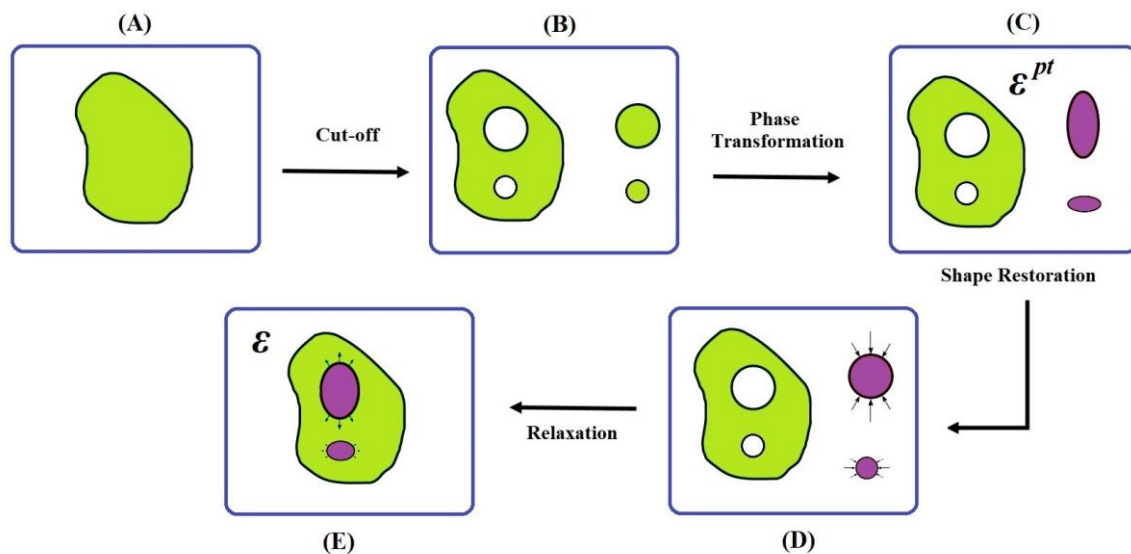 (A)
(B)
(C)
Cut-off
Phase
Transformation
ε^pt
Shape Restoration
ε
Relaxation
(E)
(D)